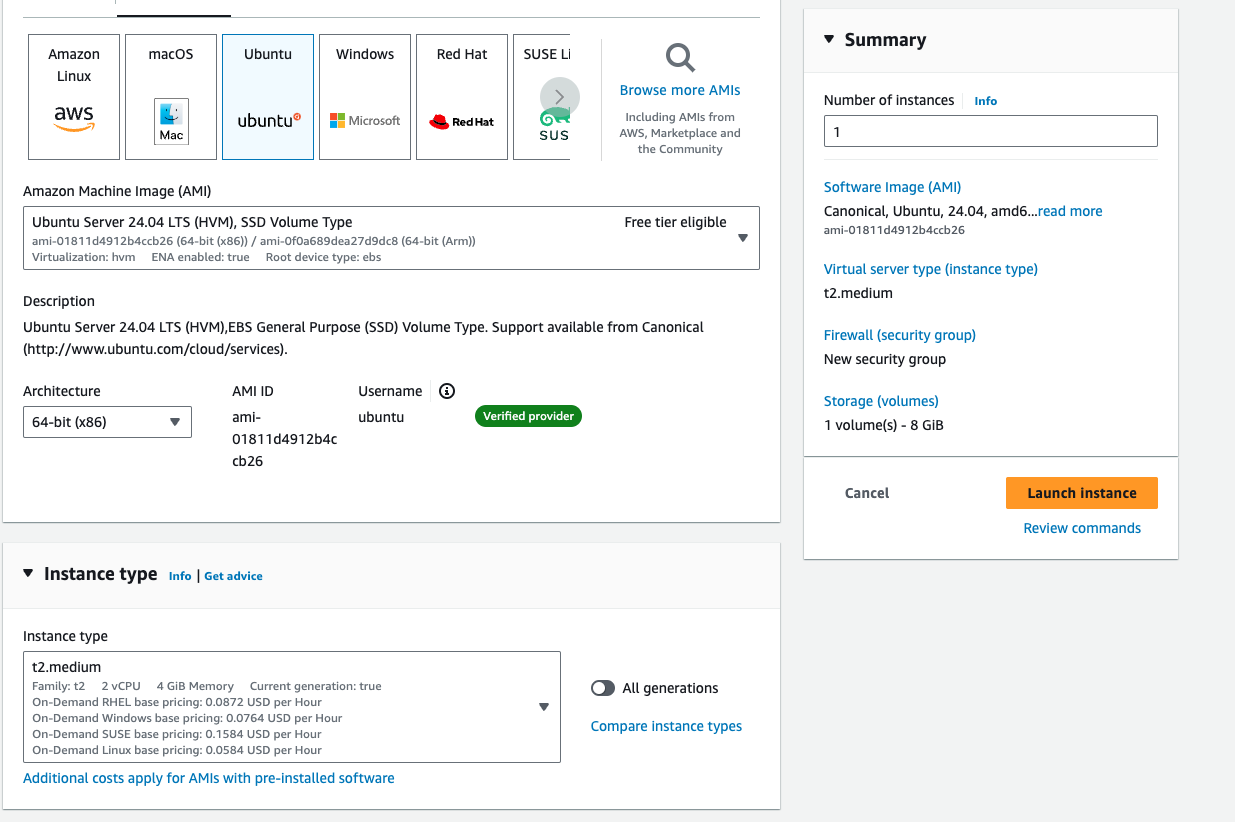 Amazon
Linux
aws
macOS
Mac
Ubuntu
ubuntu
Windows
Microsoft
Red Hat
Red Hat
SUSE Li
SUS
Browse more AMIs
Including AMIs from
AWS, Marketplace and
the Community
Amazon Machine Image (AMI)
Ubuntu Server 24.04 LTS (HVM), SSD Volume Type
Free tier eligible
ami-01811d4912b4ccb26 (64-bit (x86)) / ami-0f0a689dea27d9dc8 (64-bit (Arm))
Virtualization: hvm ENA enabled: true Root device type: ebs
Description
Ubuntu Server 24.04 LTS (HVM),EBS General Purpose (SSD) Volume Type. Support available from Canonical
(http://www.ubuntu.com/cloud/services).
Architecture
64-bit (x86)
AMI ID
ami-
01811d4912b4c
cb26
Username
ubuntu
Verified provider
Instance type Info | Get advice
Instance type
t2.medium
Family: t2 2 vCPU 4 GiB Memory Current generation: true
On-Demand RHEL base pricing: 0.0872 USD per Hour
On-Demand Windows base pricing: 0.0764 USD per Hour
On-Demand SUSE base pricing: 0.1584 USD per Hour
On-Demand Linux base pricing: 0.0584 USD per Hour
All generations
Compare instance types
Additional costs apply for AMIs with pre-installed software
Summary
Number of instances Info
1
Software Image (AMI)
Canonical, Ubuntu, 24.04, amd6...read more
ami-01811d4912b4ccb26
Virtual server type (instance type)
t2.medium
Firewall (security group)
New security group
Storage (volumes)
1 volume(s) - 8 GiB
Cancel
Launch instance
Review commands